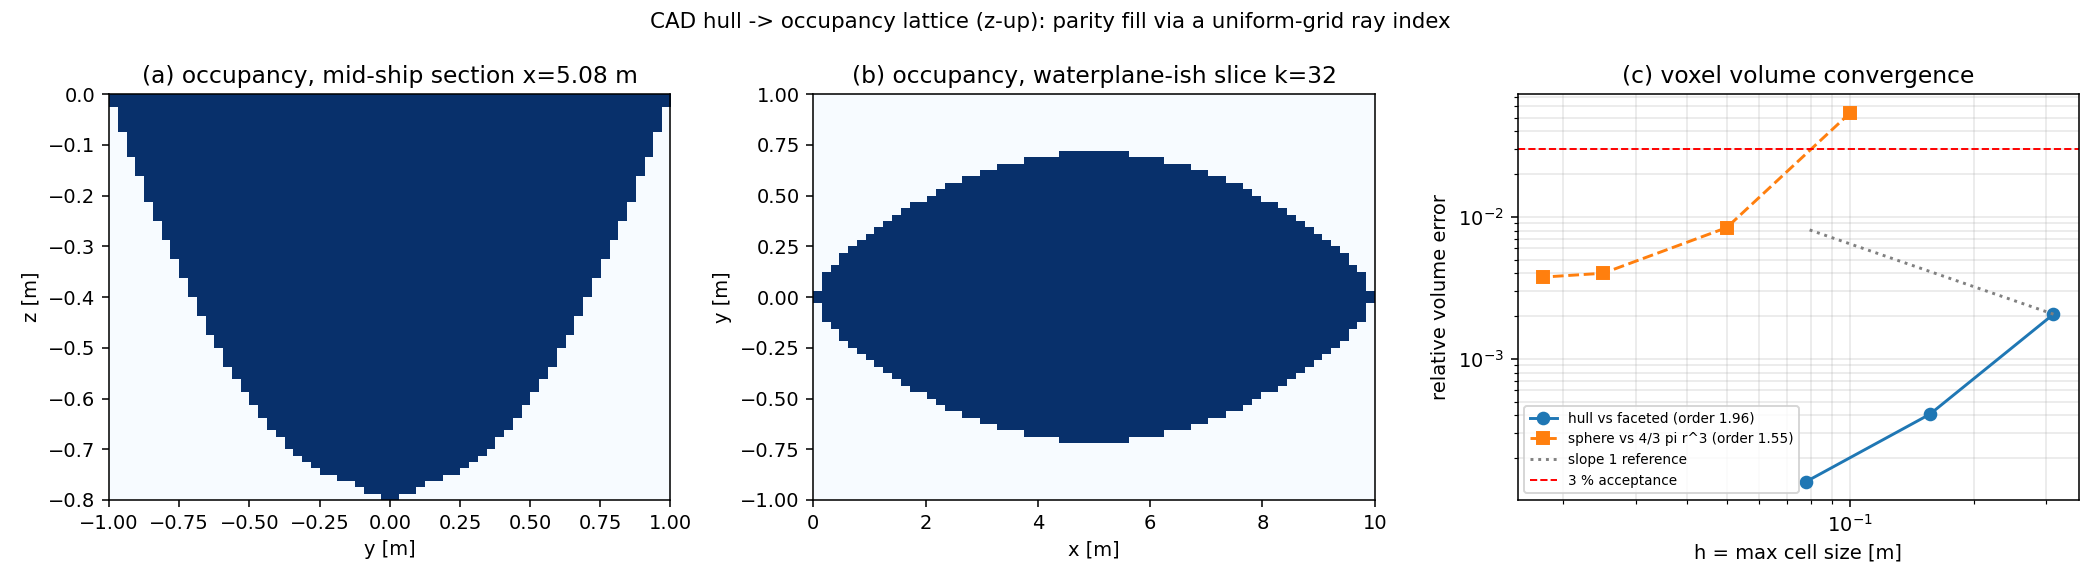 CAD hull -> occupancy lattice (z-up): parity fill via a uniform-grid ray index
(a) occupancy, mid-ship section x=5.08 m
0.0
−0.1
−0.2
−0.3
−0.4
−0.5
−0.6
−0.7
−0.8
z [m]
−1.00 −0.75 −0.50 −0.25 0.00 0.25 0.50 0.75 1.00
y [m]
(b) occupancy, waterplane-ish slice k=32
1.00
0.75
0.50
0.25
0.00
−0.25
−0.50
−0.75
−1.00
y [m]
0 2 4 6 8 10
x [m]
(c) voxel volume convergence
10⁻²
10⁻³
relative volume error
hull vs faceted (order 1.96)
sphere vs 4/3 pi r^3 (order 1.55)
slope 1 reference
3 % acceptance
10⁻¹
h = max cell size [m]